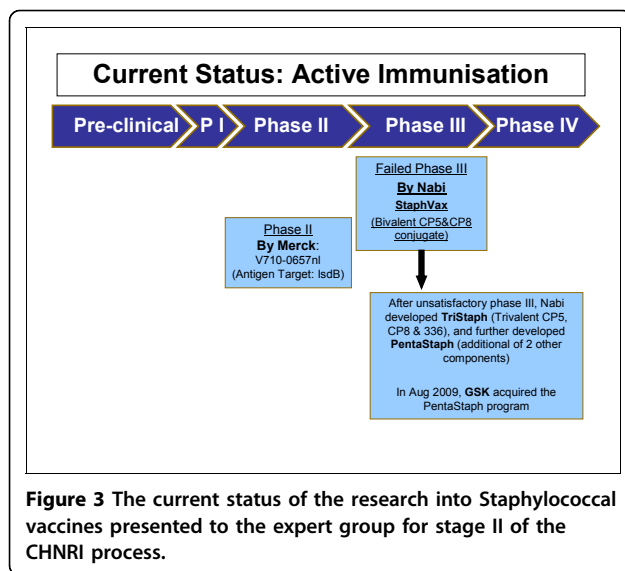 Current Status: Active Immunisation
Pre-clinical P I Phase II Phase III Phase IV
Failed Phase III
By Nabi
StaphVax
(Bivalent CP5&CP8
conjugate)
Phase II
By Merck:
V710-0657nl
(Antigen Target: IsdB)
After unsatisfactory phase III, Nabi
developed TriStaph (Trivalent CP5,
CP8 & 336), and further developed
PentaStaph (additional of 2 other
components)
In Aug 2009, GSK acquired the
PentaStaph program
Figure 3 The current status of the research into Staphylococcal
vaccines presented to the expert group for stage II of the
CHNRI process.